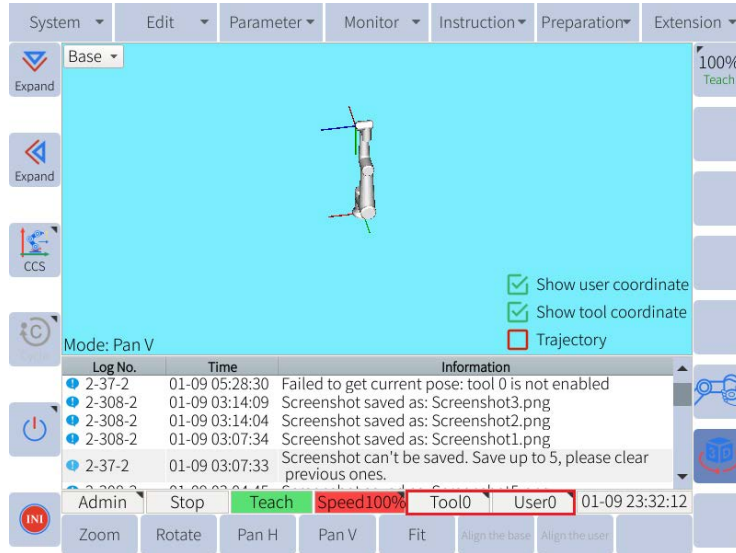 System Edit Parameter Monitor Instruction Preparation Extension
Base
Expand
100%
Teach
Expand
CCS
Show user coordinate
Show tool coordinate
Trajectory
Mode: Pan V
Log No. Time Information
2-37-2 01-09 05:28:30 Failed to get current pose: tool 0 is not enabled
2-308-2 01-09 03:14:09 Screenshot saved as: Screenshot3.png
2-308-2 01-09 03:14:04 Screenshot saved as: Screenshot2.png
2-308-2 01-09 03:07:34 Screenshot saved as: Screenshot1.png
2-37-2 01-09 03:07:33 Screenshot can't be saved. Save up to 5, please clear
previous ones.
3D
Admin Stop Teach Speed100% Tool0 User0 01-09 23:32:12
INI
Zoom Rotate Pan H Pan V Fit Align the base Align the user